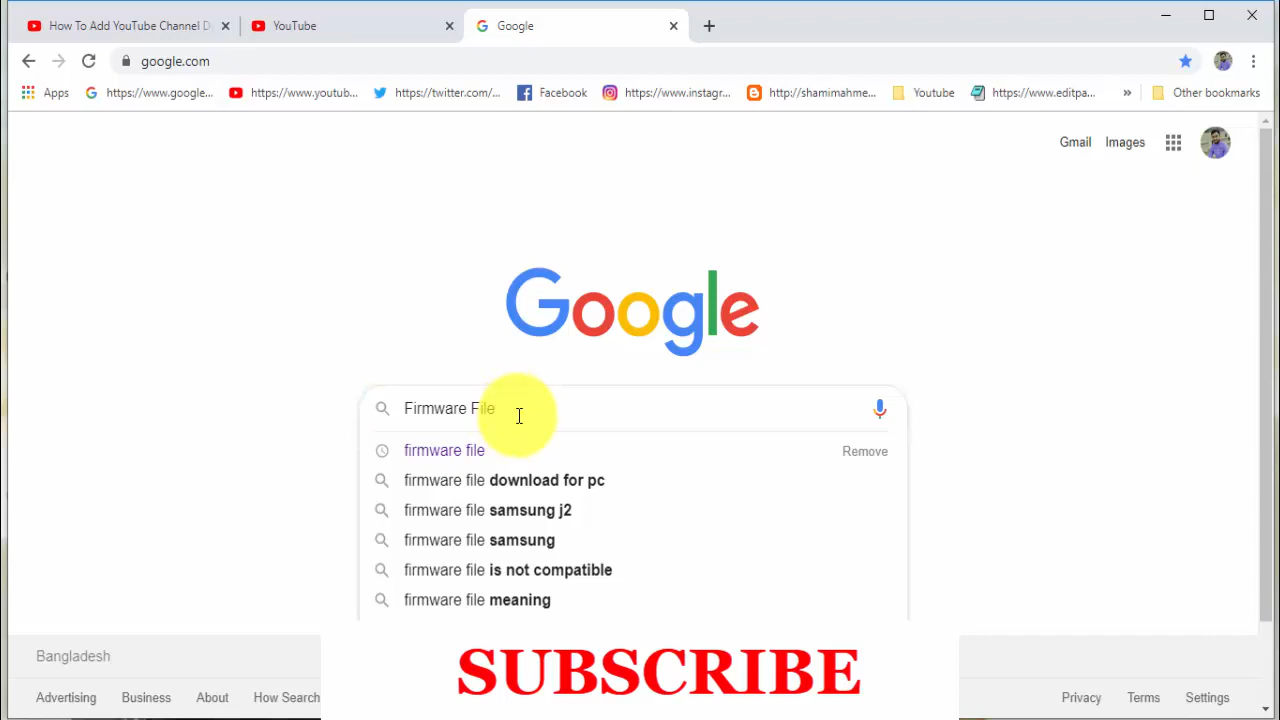 How To Add YouTube Channel D
YouTube
Google
google.com
Apps
https://www.google...
https://www.youtub...
https://twitter.com/...
Facebook
https://www.instagr...
http://shamimahme...
Youtube
https://www.editpa...
»
Other bookmarks
Gmail
Images
Google
Firmware File
firmware file
Remove
firmware file download for pc
firmware file samsung j2
firmware file samsung
firmware file is not compatible
firmware file meaning
Bangladesh
SUBSCRIBE
Advertising
Business
About
How Search
Privacy
Terms
Settings